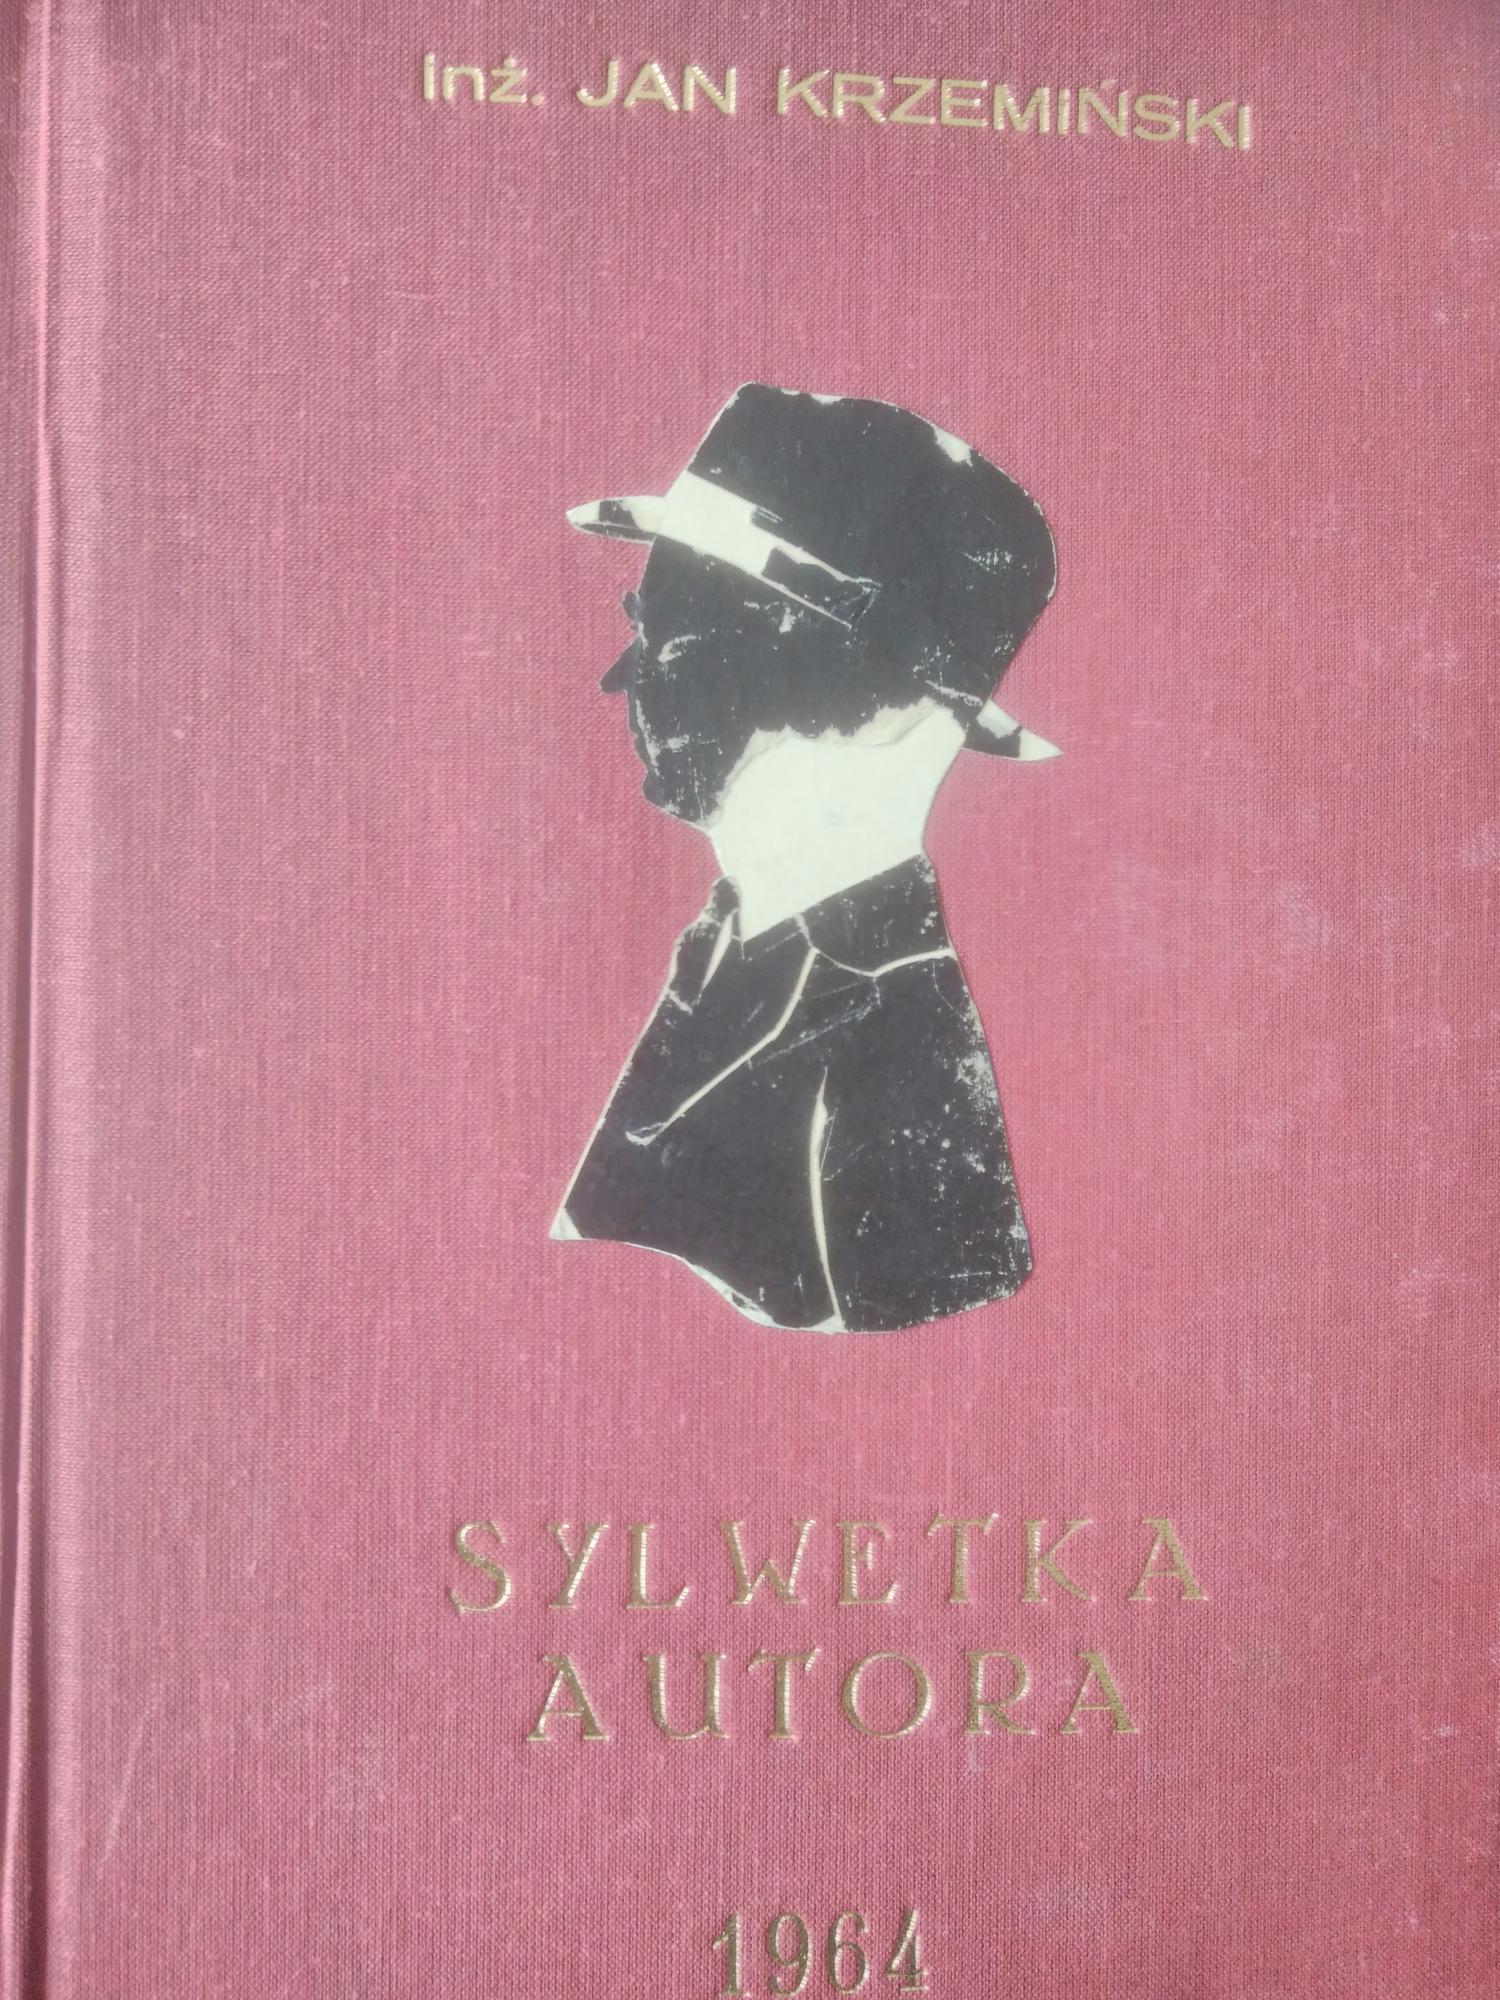 Inż. JAN KRZEMIŃSKI
SYLWETKA
AUTORA
1964